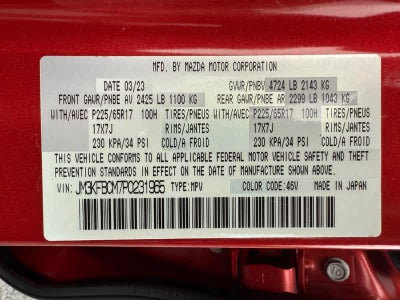 MFD. BY MAZDA MOTOR CORPORATION
DATE 03/23 GVWR/PNBV 4724 LB 2143 KG
FRONT GAWR/PNBE AV 2425 LB 1100 KG REAR GAWR/PNBE AR 2299 LB 1043 KG
WITH/AVEC P225/65R17 100H TIRES/PNEUS WITH/AVEC P225/65R17 100H TIRES/PNEUS
17X7J RIMS/JANTES 17X7J RIMS/JANTES
230 KPA/34 PSI COLD/A FROID 230 KPA/34 PSI COLD/A FROID
THIS VEHICLE CONFORMS TO ALL APPLICABLE FEDERAL MOTOR VEHICLE SAFETY AND THEFT
PREVENTION STANDARDS IN EFFECT ON THE DATE OF MANUFACTURE SHOWN ABOVE.
VIN: JM3KFBCM7P0231965 TYPE:MPV COLOR CODE:46V MADE IN JAPAN